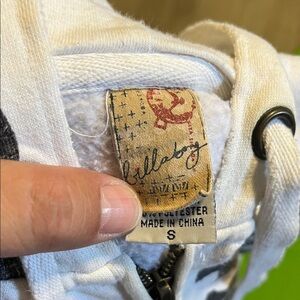 Billabong
POLYESTER
MADE IN CHINA
S